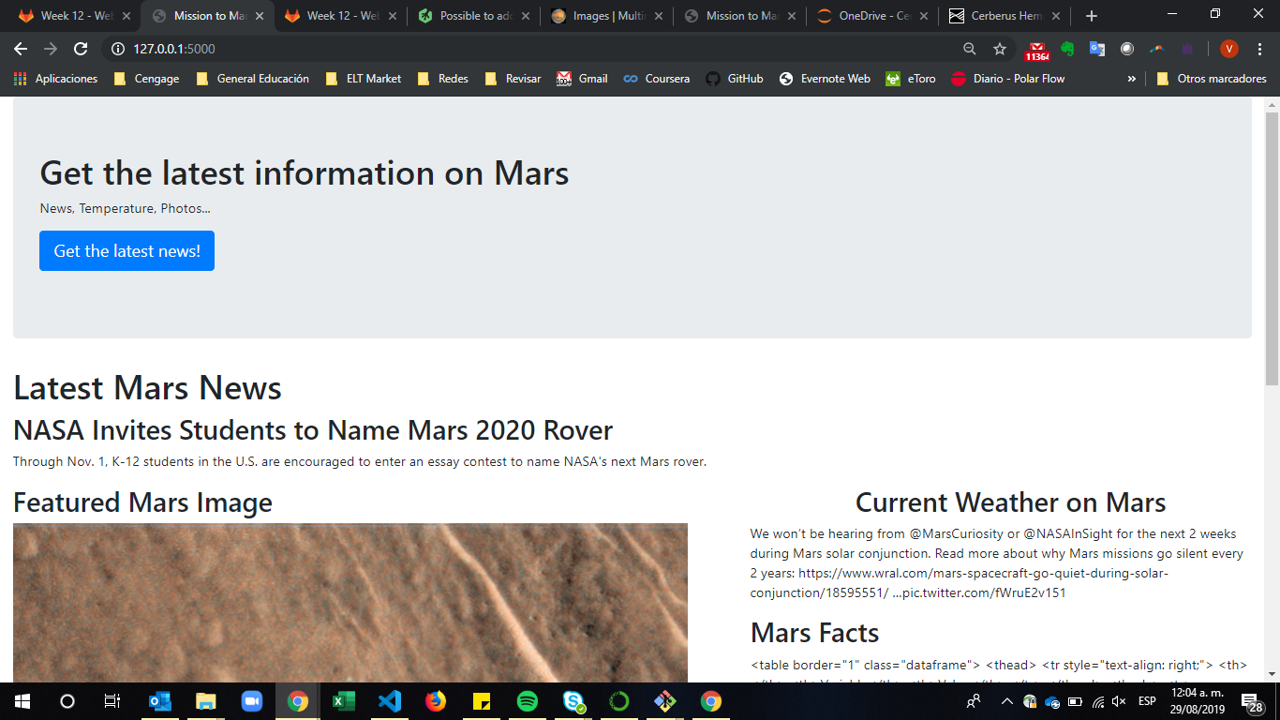 Week 12 - Wel
Mission to Mar
Week 12 - Wel
Possible to add
Images | Multi
Mission to Mar
OneDrive - Ce
Cerberus Hem
127.0.0.1:5000
11364
V
Aplicaciones
Cengage
General Educación
ELT Market
Redes
Revisar
Gmail
Coursera
GitHub
Evernote Web
eToro
Diario - Polar Flow
»
Otros marcadores
Get the latest information on Mars
News, Temperature, Photos...
Get the latest news!
Latest Mars News
NASA Invites Students to Name Mars 2020 Rover
Through Nov. 1, K-12 students in the U.S. are encouraged to enter an essay contest to name NASA's next Mars rover.
Featured Mars Image
Current Weather on Mars
We won't be hearing from @MarsCuriosity or @NASAInSight for the next 2 weeks
during Mars solar conjunction. Read more about why Mars missions go silent every
2 years: https://www.wral.com/mars-spacecraft-go-quiet-during-solar-
conjunction/18595551/ …pic.twitter.com/fWruE2v151
Mars Facts
<table border="1" class="dataframe"> <thead> <tr style="text-align: right;"> <th>
ESP
12:04 a. m.
29/08/2019
28